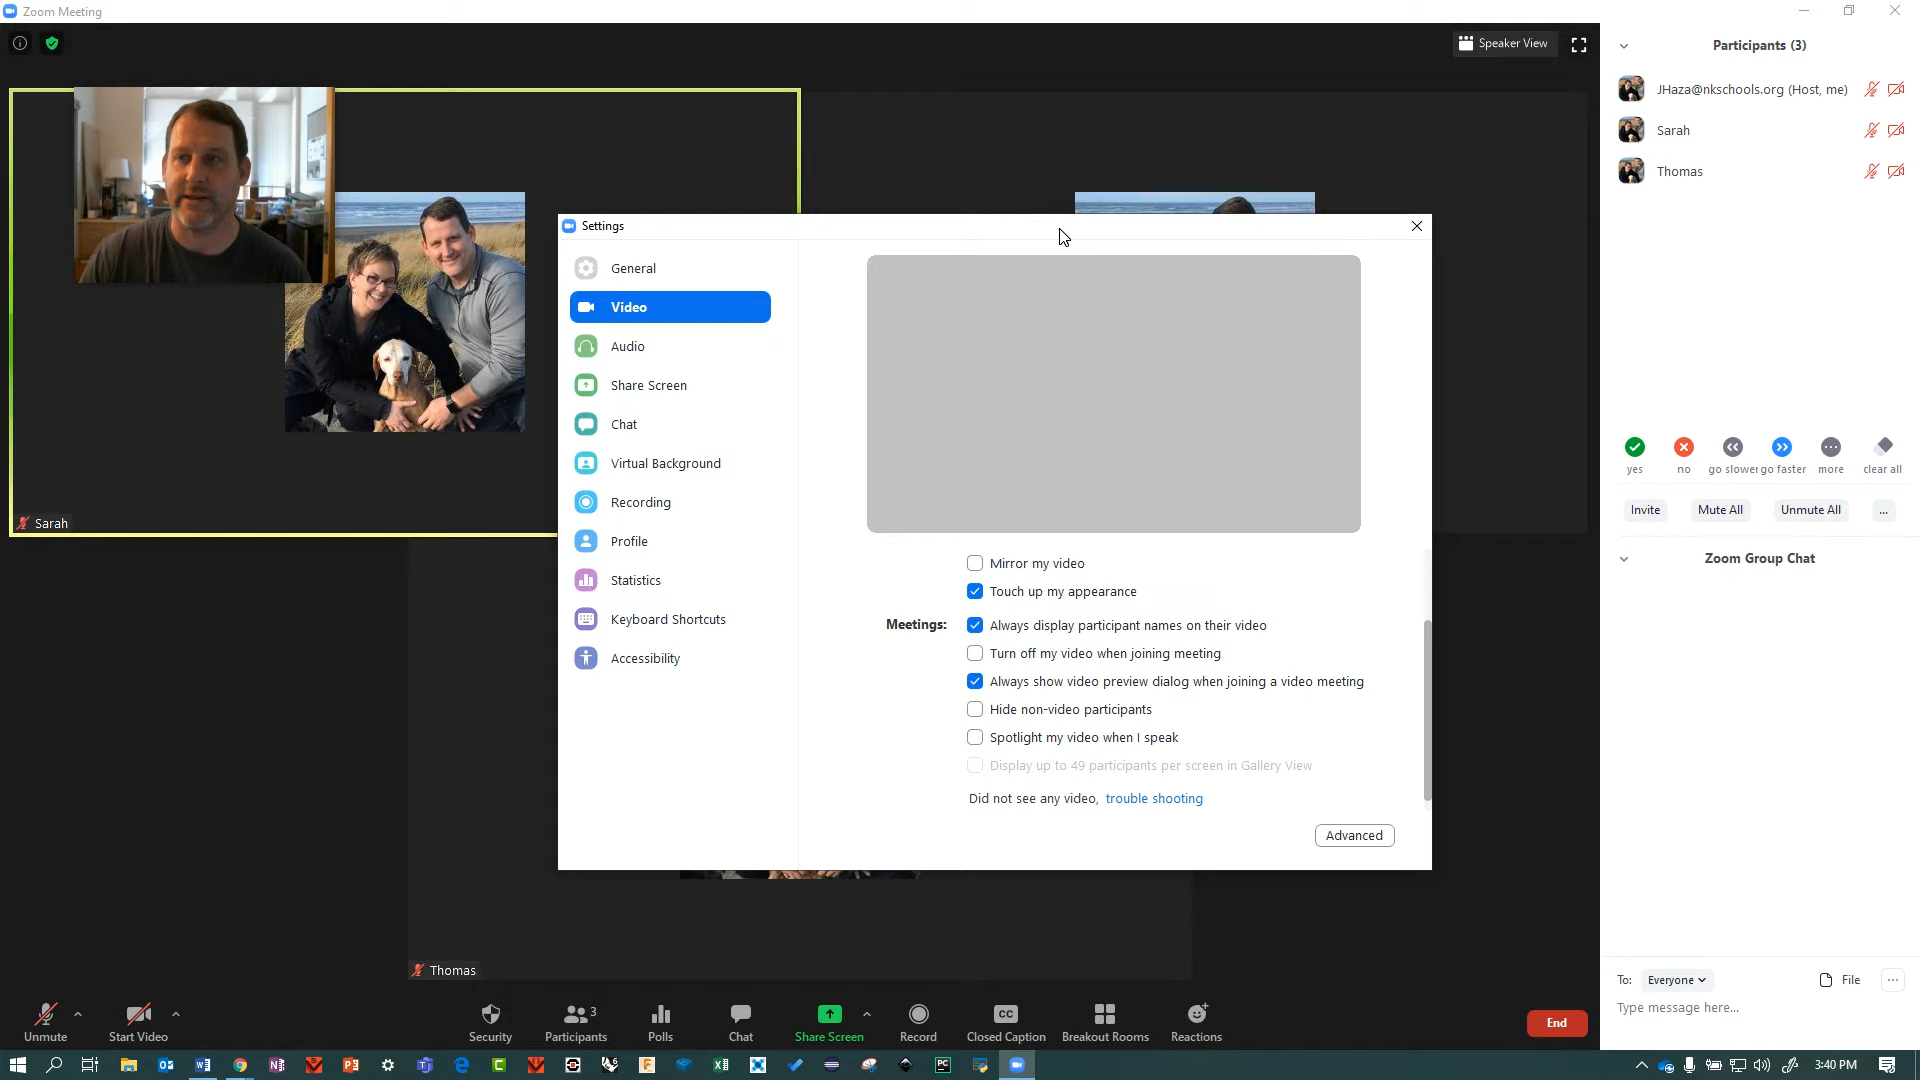 Zoom Meeting
Speaker View
Participants (3)
JHaza@nkschools.org (Host, me)
Sarah
Thomas
Settings
General
Video
Audio
Share Screen
Chat
Virtual Background
Recording
Profile
Statistics
Keyboard Shortcuts
Accessibility
Mirror my video
Touch up my appearance
Meetings:
Always display participant names on their video
Turn off my video when joining meeting
Always show video preview dialog when joining a video meeting
Hide non-video participants
Spotlight my video when I speak
Display up to 49 participants per screen in Gallery View
Did not see any video, trouble shooting
Advanced
Sarah
Thomas
yes no go slower go faster more clear all
Invite Mute All Unmute All ...
Zoom Group Chat
To: Everyone File
Type message here...
Unmute Start Video Security Participants 3 Polls Chat Share Screen Record CC Closed Caption Breakout Rooms Reactions End
3:40 PM